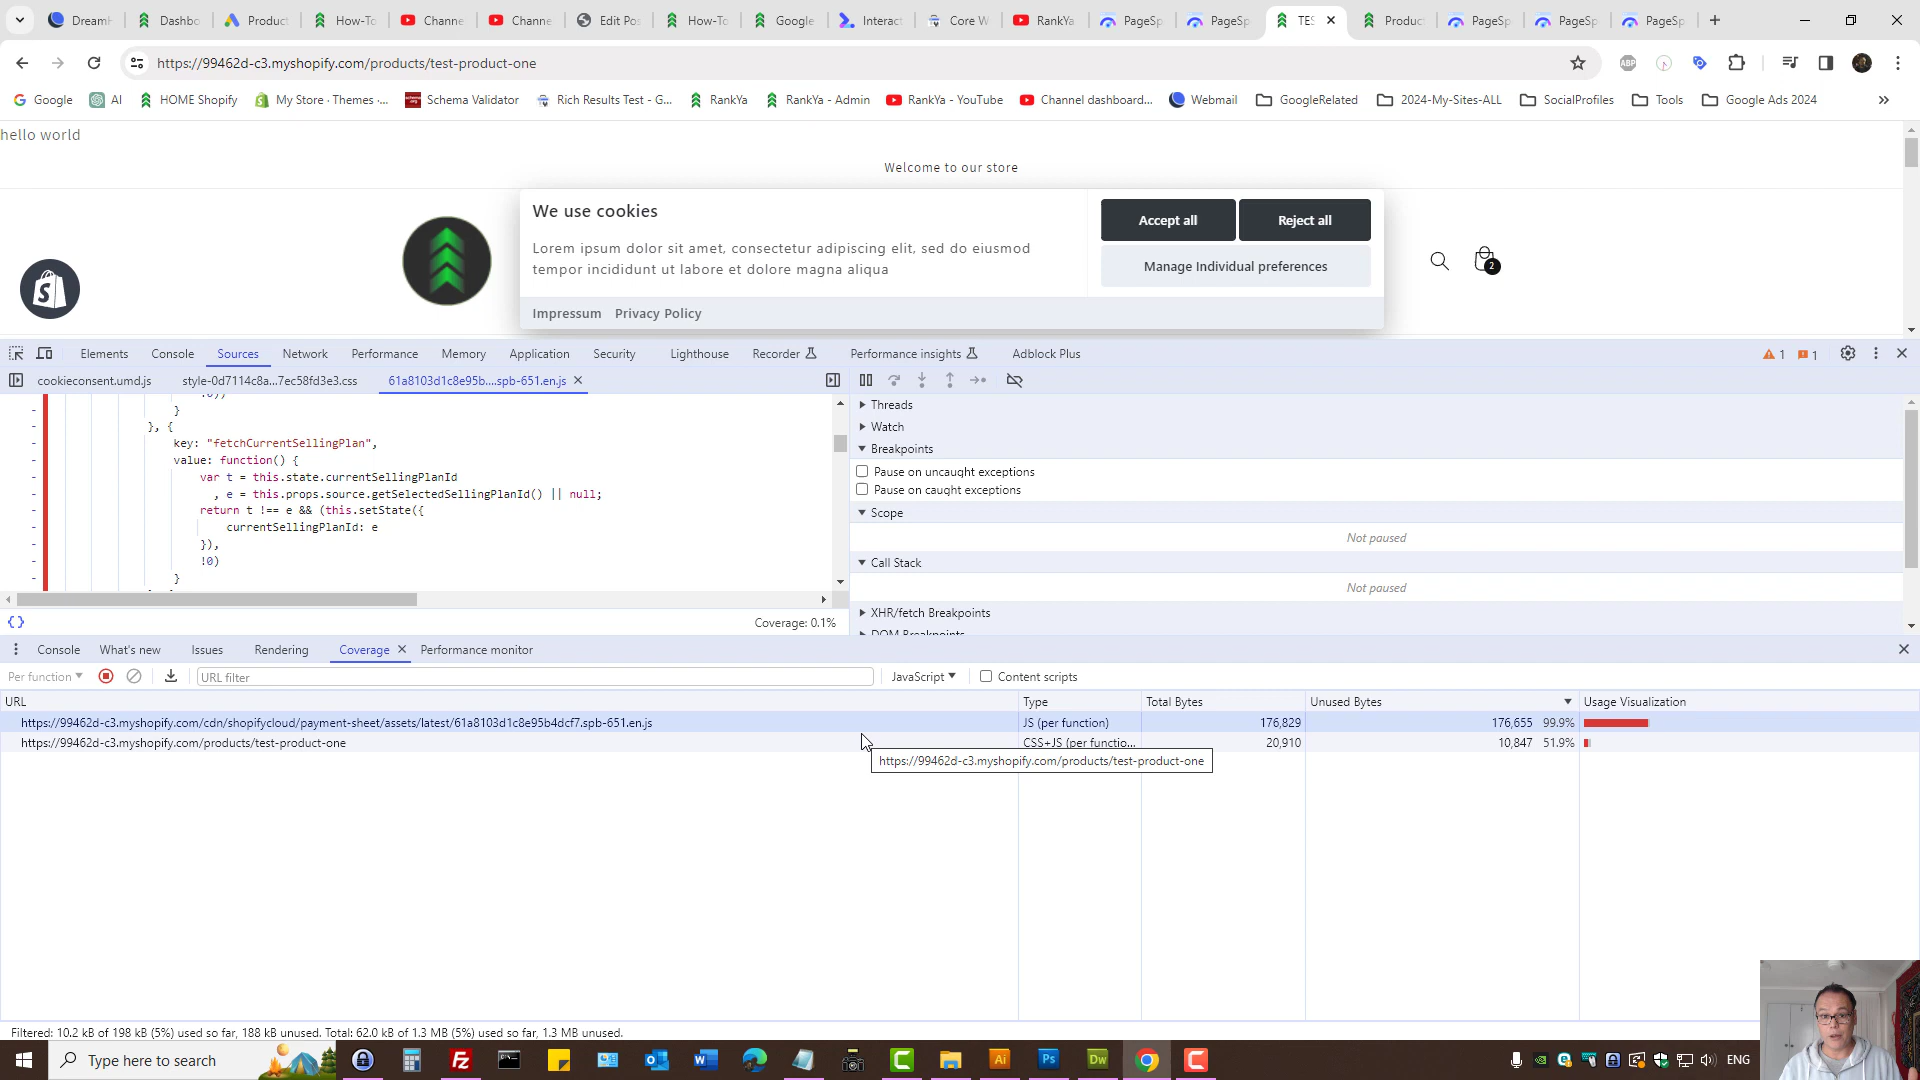 DreamH
Dashbo
Product
How-To
Channe
Channe
Edit Pos
How-To
Google
Interact
Core W
RankYa
PageSp
PageSp
TES
Product
PageSp
PageSp
PageSp
https://99462d-c3.myshopify.com/products/test-product-one
ABP
Google
AI
HOME Shopify
My Store · Themes ·...
Schema Validator
Rich Results Test - G...
RankYa
RankYa - Admin
RankYa - YouTube
Channel dashboard...
Webmail
GoogleRelated
2024-My-Sites-ALL
SocialProfiles
Tools
Google Ads 2024
hello world
Welcome to our store
We use cookies
Lorem ipsum dolor sit amet, consectetur adipiscing elit, sed do eiusmod
tempor incididunt ut labore et dolore magna aliqua
Accept all
Reject all
Manage Individual preferences
Impressum
Privacy Policy
2
Elements
Console
Sources
Network
Performance
Memory
Application
Security
Lighthouse
Recorder
Performance insights
Adblock Plus
1
1
cookieconsent.umd.js
style-0d7114c8a...7ec58fd3e3.css
61a8103d1c8e95b....spb-651.en.js
!0))
}
}, {
key: "fetchCurrentSellingPlan",
value: function() {
var t = this.state.currentSellingPlanId
, e = this.props.source.getSelectedSellingPlanId() || null;
return t !== e && (this.setState({
currentSellingPlanId: e
}),
!0)
}
{}
Coverage: 0.1%
Threads
Watch
Breakpoints
Pause on uncaught exceptions
Pause on caught exceptions
Scope
Not paused
Call Stack
Not paused
XHR/fetch Breakpoints
DOM Breakpoints
Console
What's new
Issues
Rendering
Coverage
Performance monitor
Per function
URL filter
JavaScript
Content scripts
URL
Type
Total Bytes
Unused Bytes
Usage Visualization
https://99462d-c3.myshopify.com/cdn/shopifycloud/payment-sheet/assets/latest/61a8103d1c8e95b4dcf7.spb-651.en.js
JS (per function)
176,829
176,655 99.9%
https://99462d-c3.myshopify.com/products/test-product-one
CSS+JS (per functio...
20,910
10,847 51.9%
https://99462d-c3.myshopify.com/products/test-product-one
Filtered: 10.2 kB of 198 kB (5%) used so far, 188 kB unused. Total: 62.0 kB of 1.3 MB (5%) used so far, 1.3 MB unused.
Type here to search
Ai
Ps
Dw
ENG